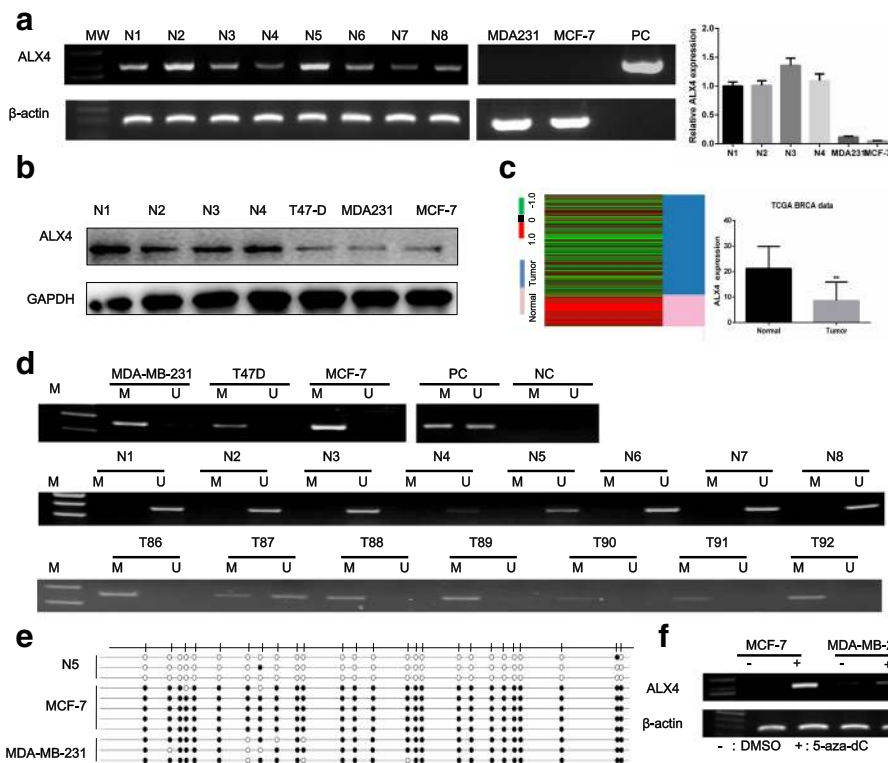 a
MW N1 N2 N3 N4 N5 N6 N7 N8 MDA231 MCF-7 PC
ALX4
β-actin
Relative ALX4 expression
2.0
1.5
1.0
0.5
0.0
N1 N2 N3 N4 MDA231 MCF-7
b
N1 N2 N3 N4 T47-D MDA231 MCF-7
ALX4
GAPDH
c
-1.0
0
1.0
Tumor
Normal
TCGA BRCA data
ALX4 expression
40
30
20
10
0
**
Normal Tumor
d
MDA-MB-231 T47D MCF-7 PC NC
M M U M U M U M U M U
N1 N2 N3 N4 N5 N6 N7 N8
M M U M U M U M U M U M U M U M U
T86 T87 T88 T89 T90 T91 T92
M M U M U M U M U M U M U M U
e
N5
MCF-7
MDA-MB-231
f
MCF-7 MDA-MB-2
- + - +
ALX4
β-actin
- : DMSO + : 5-aza-dC